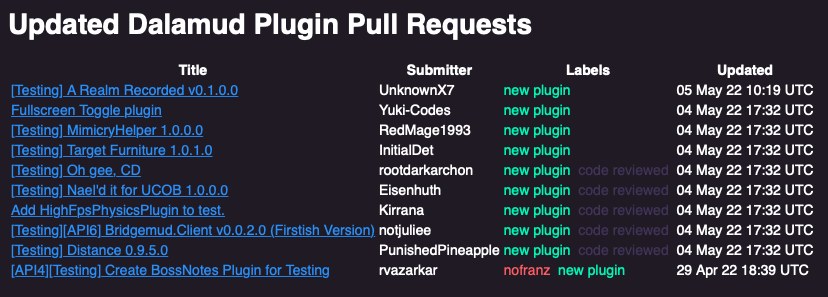 Updated Dalamud Plugin Pull Requests
Title Submitter Labels Updated
[Testing] A Realm Recorded v0.1.0.0 UnknownX7 new plugin 05 May 22 10:19 UTC
Fullscreen Toggle plugin Yuki-Codes new plugin 04 May 22 17:32 UTC
[Testing] MimicryHelper 1.0.0.0 RedMage1993 new plugin 04 May 22 17:32 UTC
[Testing] Target Furniture 1.0.1.0 InitialDet new plugin 04 May 22 17:32 UTC
[Testing] Oh gee, CD rootdarkarchon new plugin code reviewed 04 May 22 17:32 UTC
[Testing] Nael'd it for UCOB 1.0.0.0 Eisenhuth new plugin code reviewed 04 May 22 17:32 UTC
Add HighFpsPhysicsPlugin to test. Kirrana new plugin code reviewed 04 May 22 17:32 UTC
[Testing][API6] Bridgemud.Client v0.0.2.0 (Firstish Version) notjuliee new plugin code reviewed 04 May 22 17:32 UTC
[Testing] Distance 0.9.5.0 PunishedPineapple new plugin code reviewed 04 May 22 17:32 UTC
[API4][Testing] Create BossNotes Plugin for Testing rvazarkar nofranz new plugin 29 Apr 22 18:39 UTC